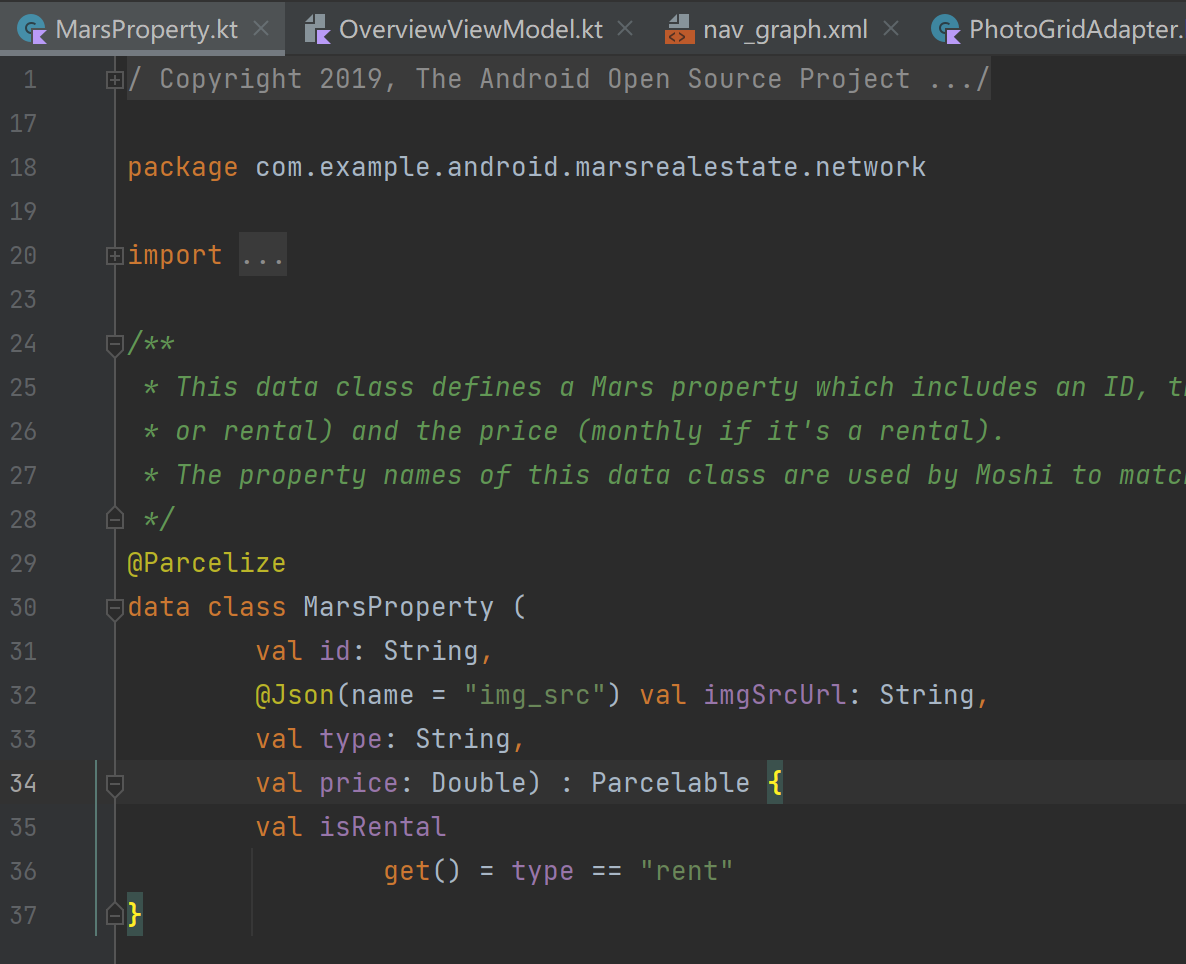 MarsProperty.kt OverviewViewModel.kt nav_graph.xml PhotoGridAdapter.
1 / Copyright 2019, The Android Open Source Project .../
17
18 package com.example.android.marsrealestate.network
19
20 import ...
23
24 /**
25 * This data class defines a Mars property which includes an ID,
26 * or rental) and the price (monthly if it's a rental).
27 * The property names of this data class are used by Moshi to match
28 */
29 @Parcelize
30 data class MarsProperty (
31 val id: String,
32 @Json(name = "img_src") val imgSrcUrl: String,
33 val type: String,
34 val price: Double) : Parcelable {
35 val isRental
36 get() = type == "rent"
37 }